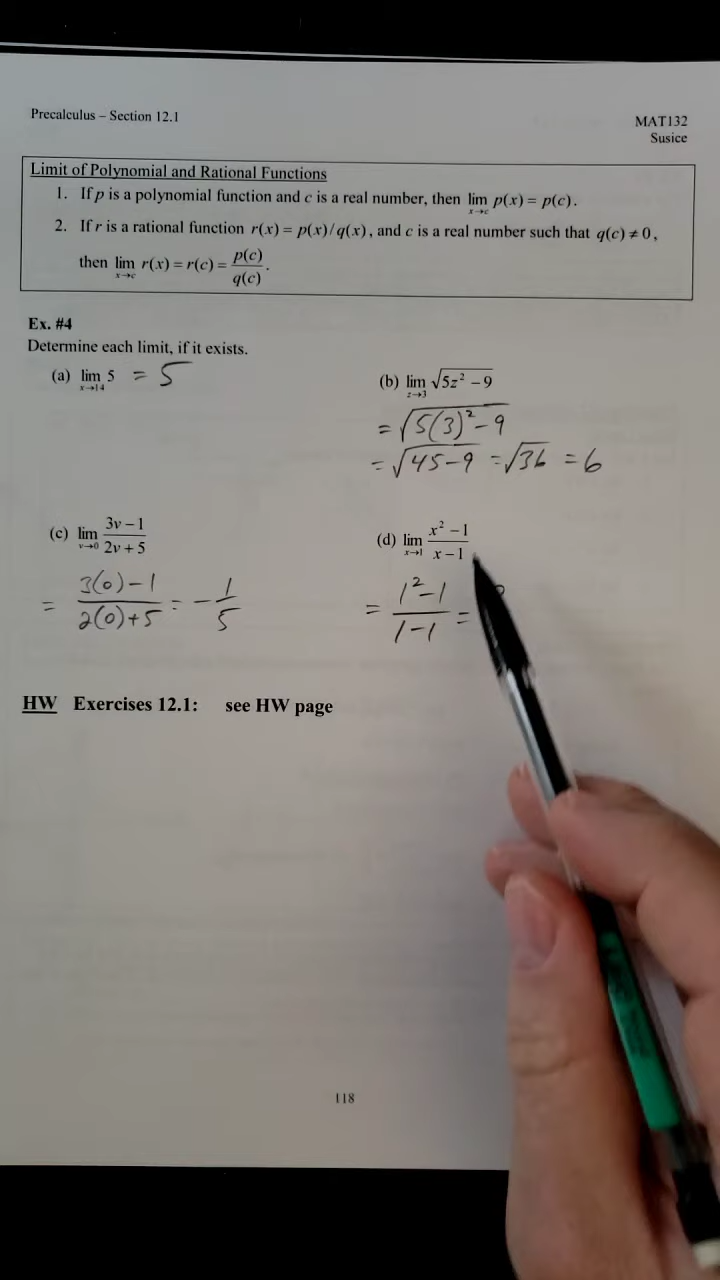 Precalculus – Section 12.1
MAT132
Susice
Limit of Polynomial and Rational Functions
1. If p is a polynomial function and c is a real number, then lim x→c p(x) = p(c).
2. If r is a rational function r(x) = p(x)/q(x), and c is a real number such that q(c) ≠ 0,
then lim x→c r(x) = r(c) = p(c)/q(c).
Ex. #4
Determine each limit, if it exists.
(a) lim x→14 5 = 5
(b) lim z→3 √(5z² – 9)
= √(5(3)² – 9)
= √(45 – 9) = √36 = 6
(c) lim v→0 (3v – 1)/(2v + 5)
= (3(0) – 1)/(2(0) + 5) = – 1/5
(d) lim x→1 (x² – 1)/(x – 1)
= (1² – 1)/(1 – 1) =
HW Exercises 12.1: see HW page
118